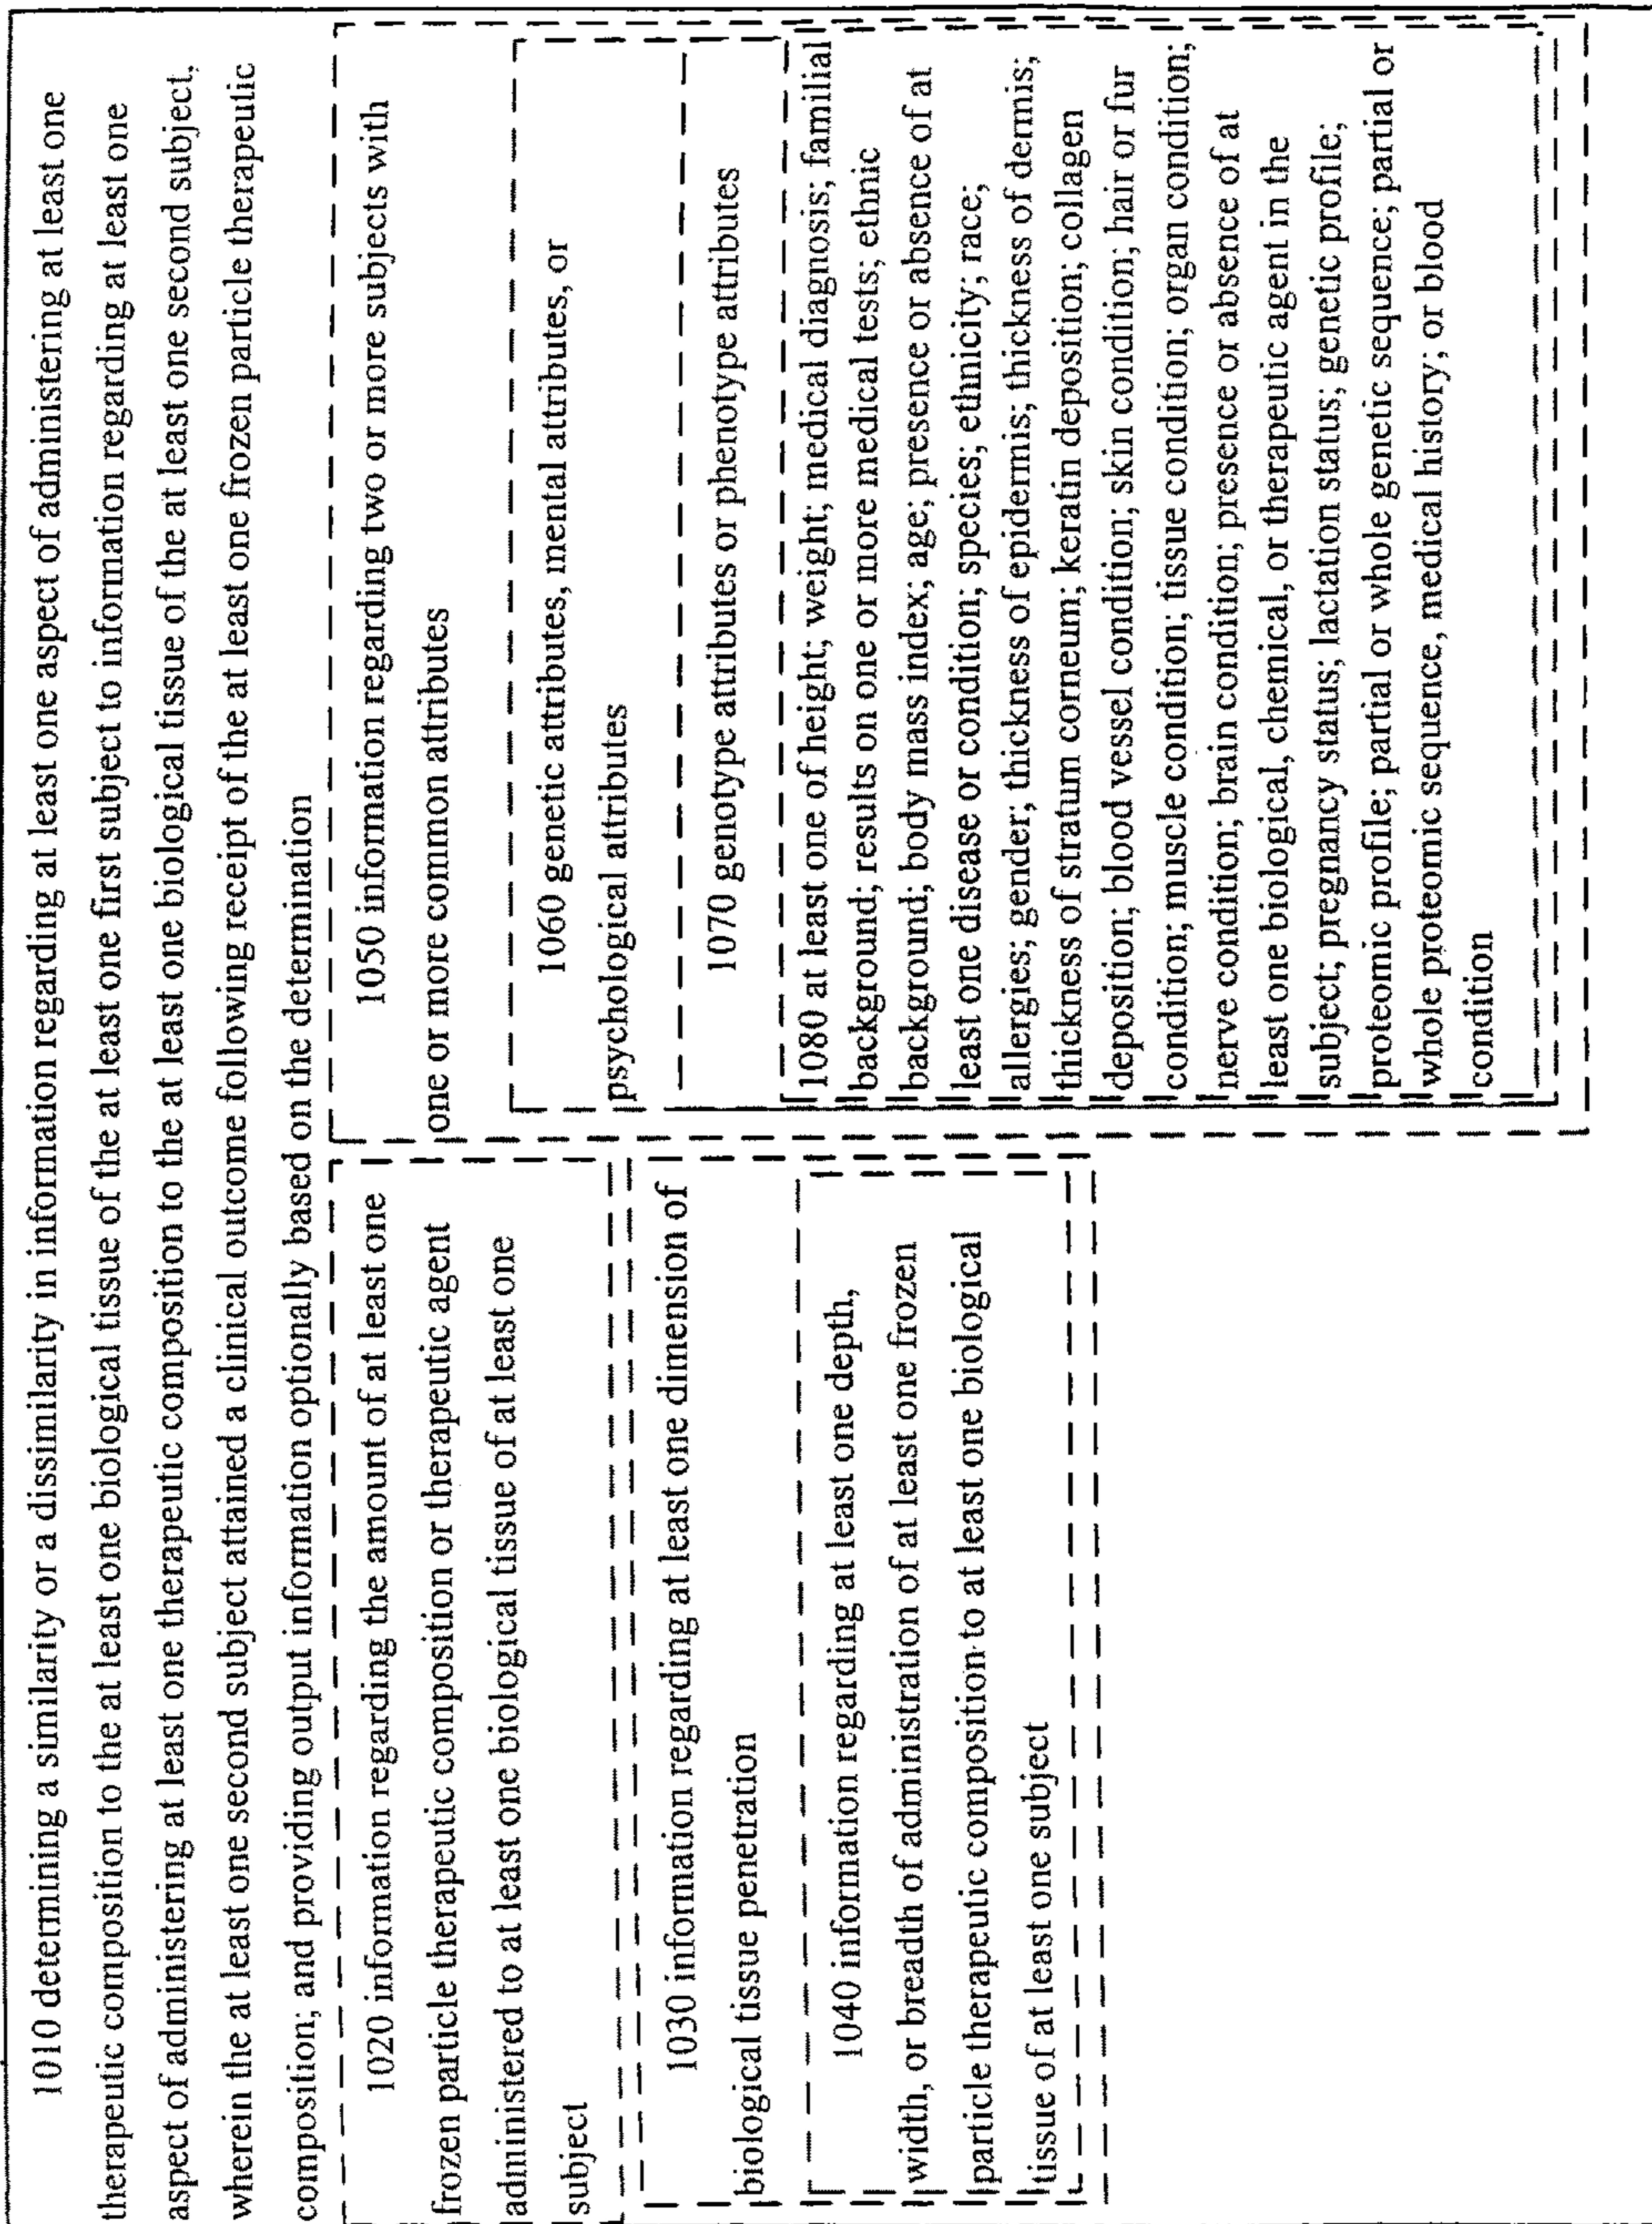 1010 determining a similarity or a dissimilarity in information regarding at least one aspect of administering at least one
therapeutic composition to the at least one biological tissue of the at least one first subject to information regarding at least one
aspect of administering at least one therapeutic composition to the at least one biological tissue of the at least one second subject,
wherein the at least one second subject attained a clinical outcome following receipt of the at least one frozen particle therapeutic
composition; and providing output information optionally based on the determination
1020 information regarding the amount of at least one
frozen particle therapeutic composition or therapeutic agent
administered to at least one biological tissue of at least one
subject
1030 information regarding at least one dimension of
biological tissue penetration
1040 information regarding at least one depth,
width, or breadth of administration of at least one frozen
particle therapeutic composition to at least one biological
tissue of at least one subject
1050 information regarding two or more subjects with
one or more common attributes
1060 genetic attributes, mental attributes, or
psychological attributes
1070 genotype attributes or phenotype attributes
1080 at least one of height; weight; medical diagnosis; familial
background; results on one or more medical tests; ethnic
background; body mass index; age; presence or absence of at
least one disease or condition; species; ethnicity; race;
allergies; gender; thickness of epidermis; thickness of dermis;
thickness of stratum corneum; keratin deposition; collagen
deposition; blood vessel condition; skin condition; hair or fur
condition; muscle condition; tissue condition; organ condition;
nerve condition; brain condition; presence or absence of at
least one biological, chemical, or therapeutic agent in the
subject; pregnancy status; lactation status; genetic profile;
proteomic profile; partial or whole genetic sequence; partial or
whole proteomic sequence, medical history; or blood
condition